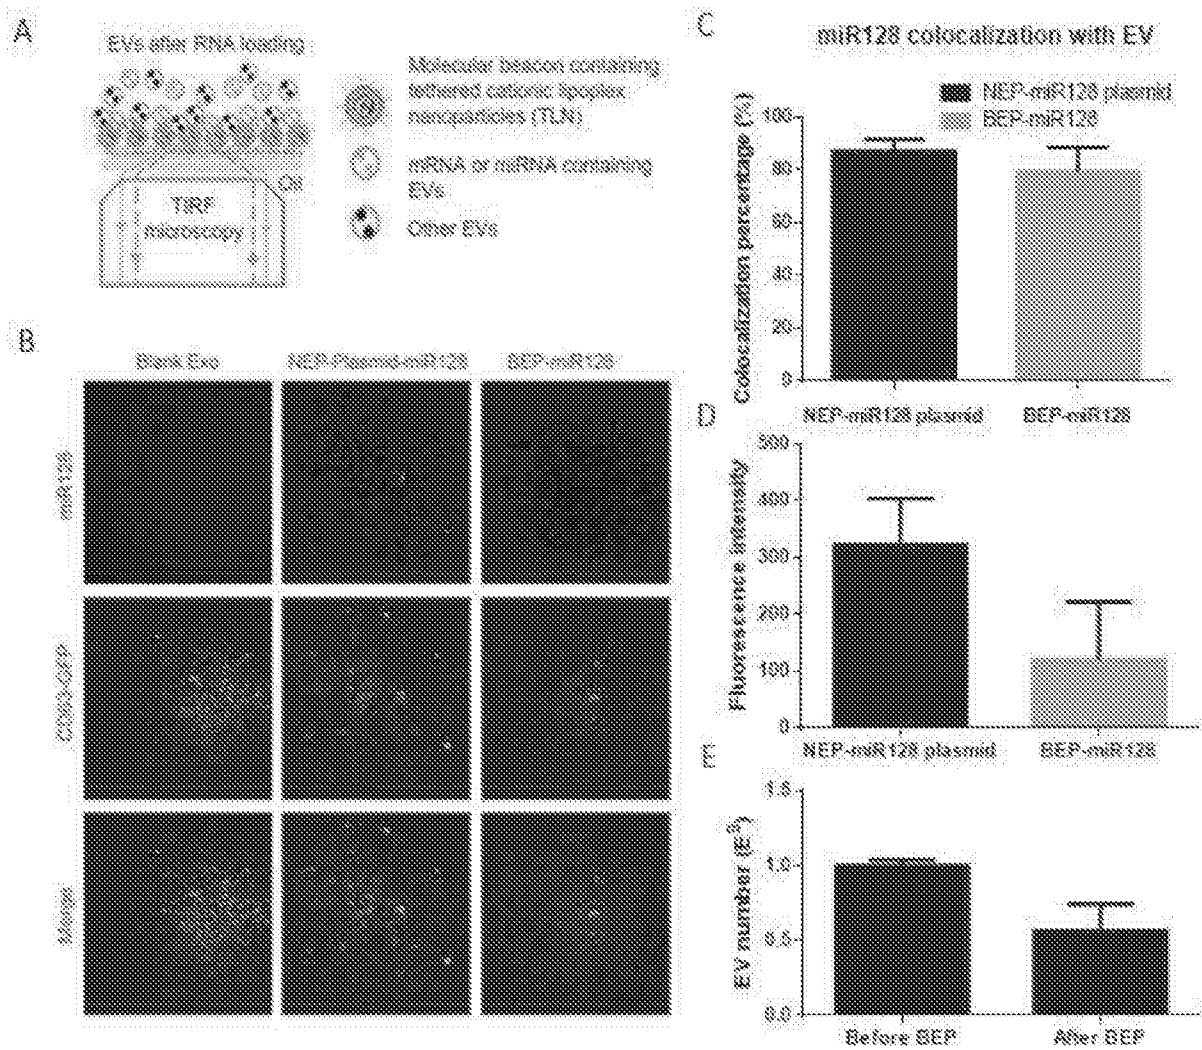 A
EVs after RNA loading
Oil
TIRF
microscopy
Molecular beacon containing
tethered cationic lipoplex
nanoparticles (TLN)
mRNA or miRNA containing
EVs
Other EVs
B
Blank Exo
NEP-Plasmid-miR128
BEP-miR128
miR128
CD63-GFP
Merge
C
miR128 colocalization with EV
NEP-miR128 plasmid
BEP-miR128
Colocalization percentage (%)
100
80
60
40
20
0
NEP-miR128 plasmid
BEP-miR128
D
Fluorescence intensity
500
400
300
200
100
0
NEP-miR128 plasmid
BEP-miR128
E
EV number
1.5
1.0
0.5
0.0
Before BEP
After BEP